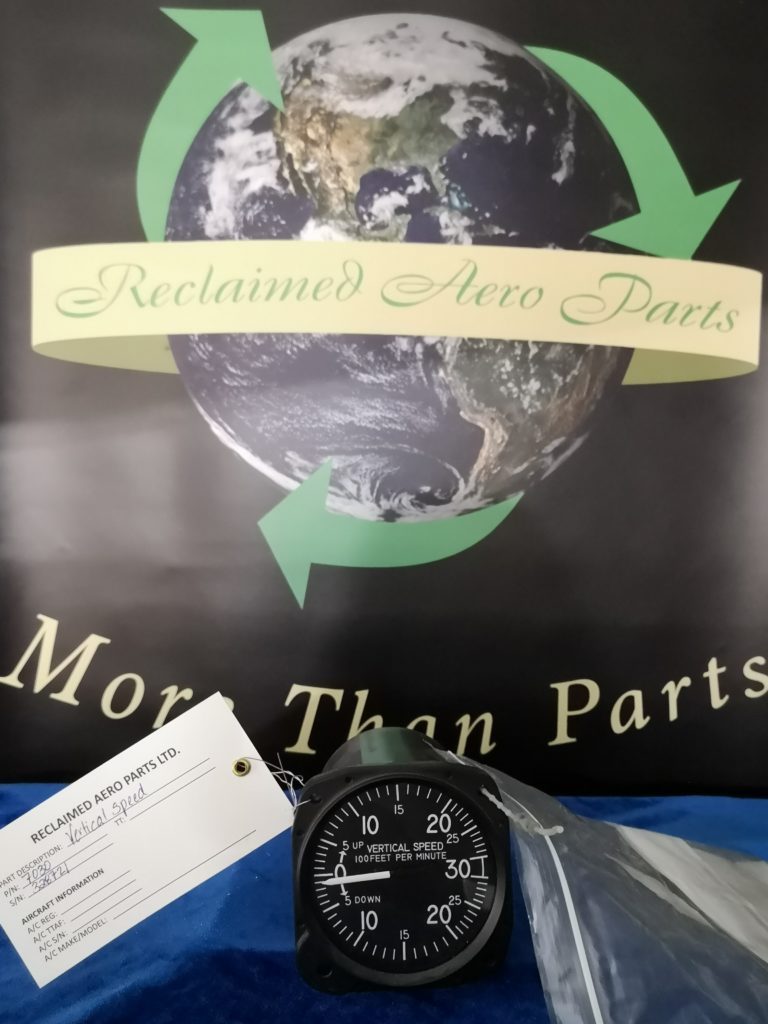 Reclaimed Aero Parts
More Than Parts
RECLAIMED AERO PARTS LTD.
PART DESCRIPTION: Vertical Speed
P/N: 7030 TT:
S/N:
AIRCRAFT INFORMATION
A/C REG:
A/C TTAF:
A/C S/N:
A/C MAKE/MODEL:
15
10 20
25
5 UP VERTICAL SPEED
100 FEET PER MINUTE
0 30
5 DOWN 25
10 20
15